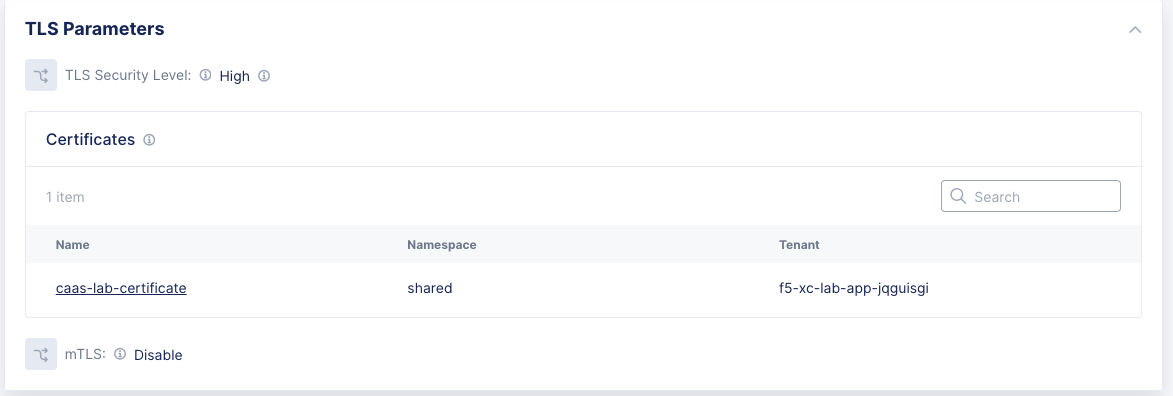 TLS Parameters
TLS Security Level: High
Certificates
1 item
Search
Name Namespace Tenant
caas-lab-certificate shared f5-xc-lab-app-jqguisgi
mTLS: Disable